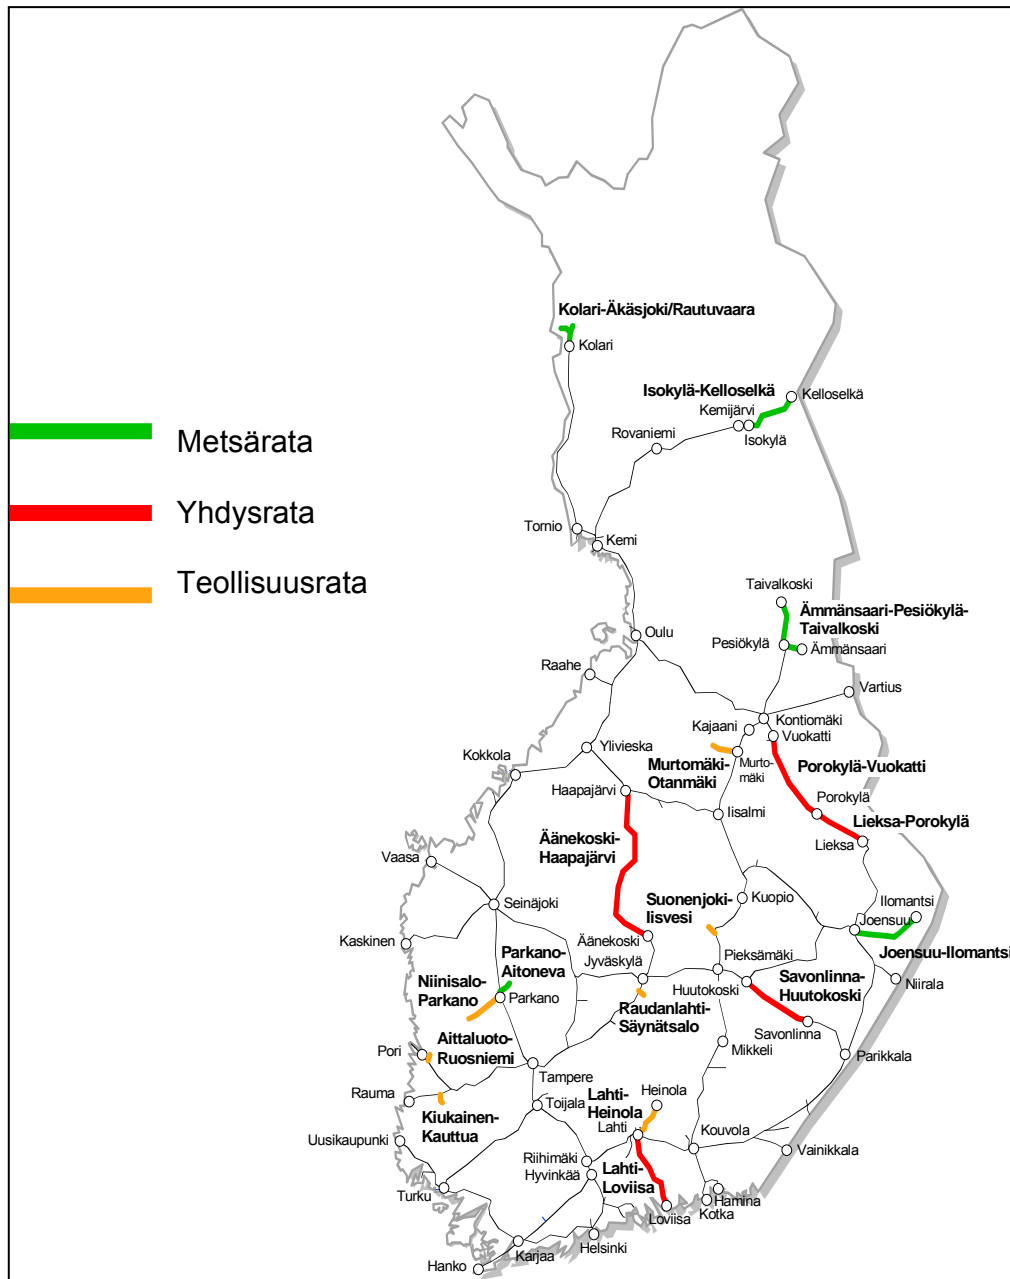 Kolari-Äkäsjoki/Rautuvaara
Kolari
Isokylä-Kelloselkä
Kelloselkä
Kemijärvi
Isokylä
Rovaniemi
Metsärata
Yhdysrata
Teollisuusrata
Tornio
Kemi
Taivalkoski
Ämmänsaari-Pesiökylä-
Taivalkoski
Oulu
Pesiökylä
Ämmänsaari
Raahe
Vartius
Kontiomäki
Kajaani
Vuokatti
Ylivieska
Murtomäki-
Otanmäki
Murto-
mäki
Porokylä-Vuokatti
Kokkola
Haapajärvi
Iisalmi
Porokylä
Lieksa-Porokylä
Lieksa
Äänekoski-
Haapajärvi
Vaasa
Seinäjoki
Suonenjoki-
Iisvesi
Kuopio
Ilomantsi
Joensuu
Joensuu-Ilomantsi
Kaskinen
Äänekoski
Jyväskylä
Pieksämäki
Huutokoski
Savonlinna-
Huutokoski
Niirala
Parkano-
Aitoneva
Niinisalo-
Parkano
Parkano
Raudanlahti-
Säynätsalo
Savonlinna
Aittaluoto-
Ruosniemi
Pori
Mikkeli
Parikkala
Tampere
Rauma
Kiukainen-
Kauttua
Toijala
Lahti-
Heinola
Heinola
Lahti
Kouvola
Uusikaupunki
Vainikkala
Riihimäki
Hyvinkää
Lahti-
Loviisa
Turku
Hamina
Kotka
Loviisa
Helsinki
Karjaa
Hanko